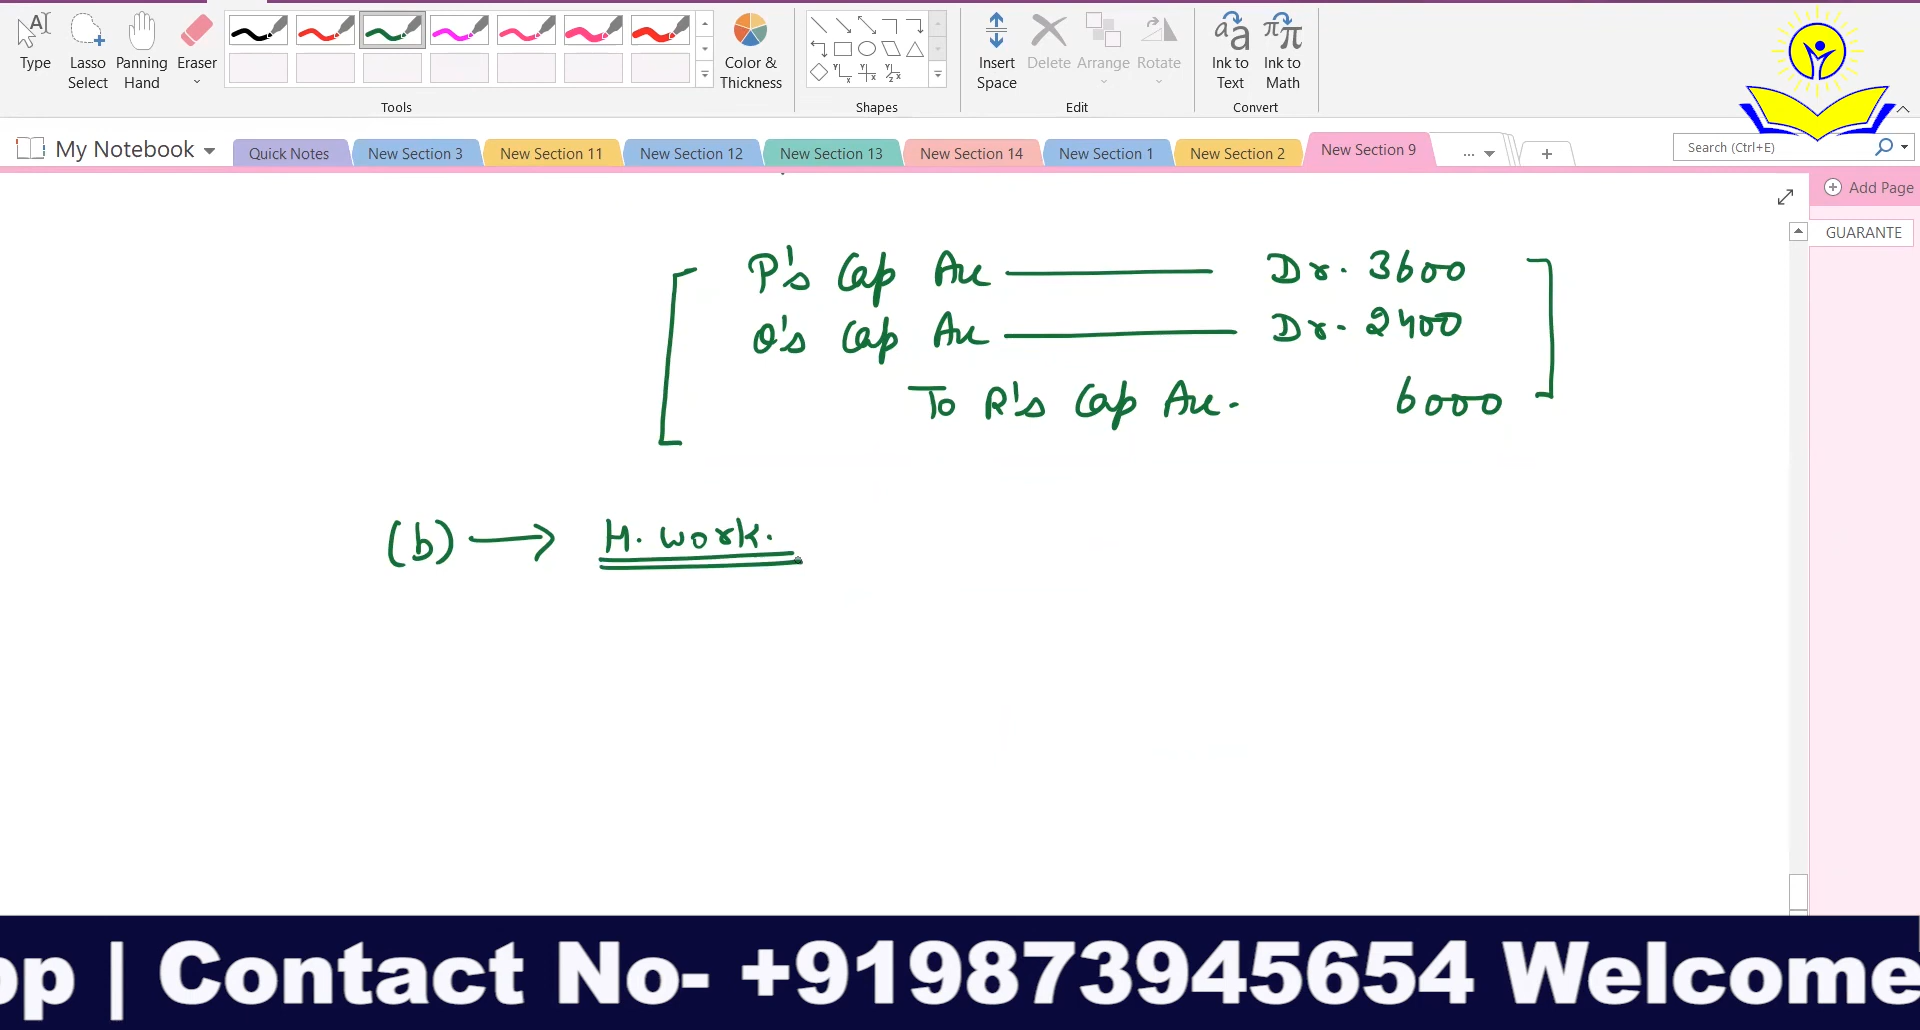 Type
Lasso Select
Panning Hand
Eraser
Color & Thickness
Insert Space
Delete
Arrange
Rotate
Ink to Text
Ink to Math
Tools
Shapes
Edit
Convert
My Notebook
Quick Notes
New Section 3
New Section 11
New Section 12
New Section 13
New Section 14
New Section 1
New Section 2
New Section 9
...
Search (Ctrl+E)
Add Page
GUARANTE
P's Cap A/c Dr. 3600
Q's Cap A/c Dr. 2400
To R's Cap A/c. 6000
(b) → H. work.
op | Contact No- +919873945654 Welcome